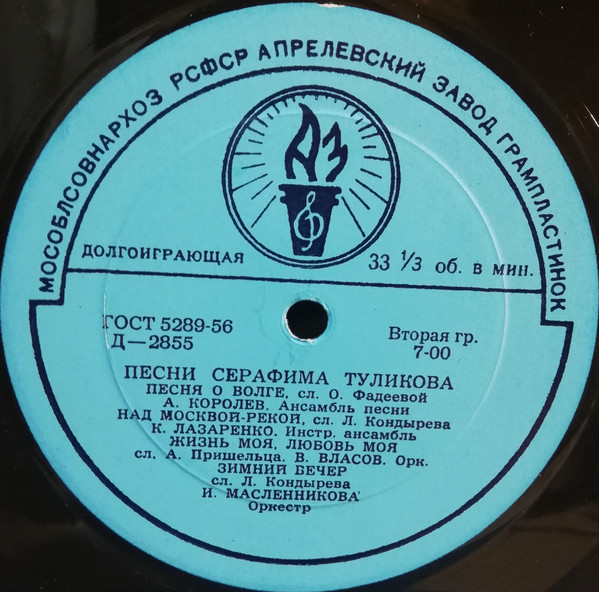 МОСОБЛСОВНАРХОЗ РСФСР АПРЕЛЕВСКИЙ ЗАВОД ГРАМПЛАСТИНОК
АЗ
ДОЛГОИГРАЮЩАЯ
33 1/3 об. в мин.
ГОСТ 5289-56
Д—2855
Вторая гр.
7-00
ПЕСНИ СЕРАФИМА ТУЛИКОВА
ПЕСНЯ О ВОЛГЕ, сл. О. Фадеевой
А. КОРОЛЕВ. Ансамбль песни
НАД МОСКВОЙ-РЕКОЙ, сл. Л. Кондырева
К. ЛАЗАРЕНКО. Инстр. ансамбль
ЖИЗНЬ МОЯ, ЛЮБОВЬ МОЯ
сл. А. Пришельца. В. ВЛАСОВ. Орк.
ЗИМНИЙ ВЕЧЕР
сл. Л. Кондырева
И. МАСЛЕННИКОВА
Оркестр